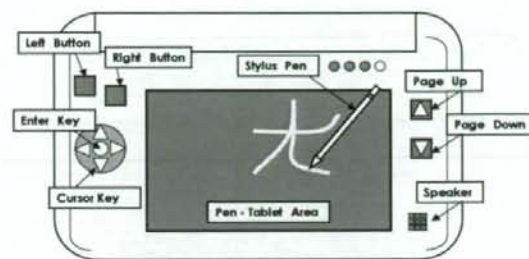 Left Button
Right Button
Stylus Pen
Page Up
Enter Key
Page Down
Cursor Key
Speaker
Pen - Tablet Area